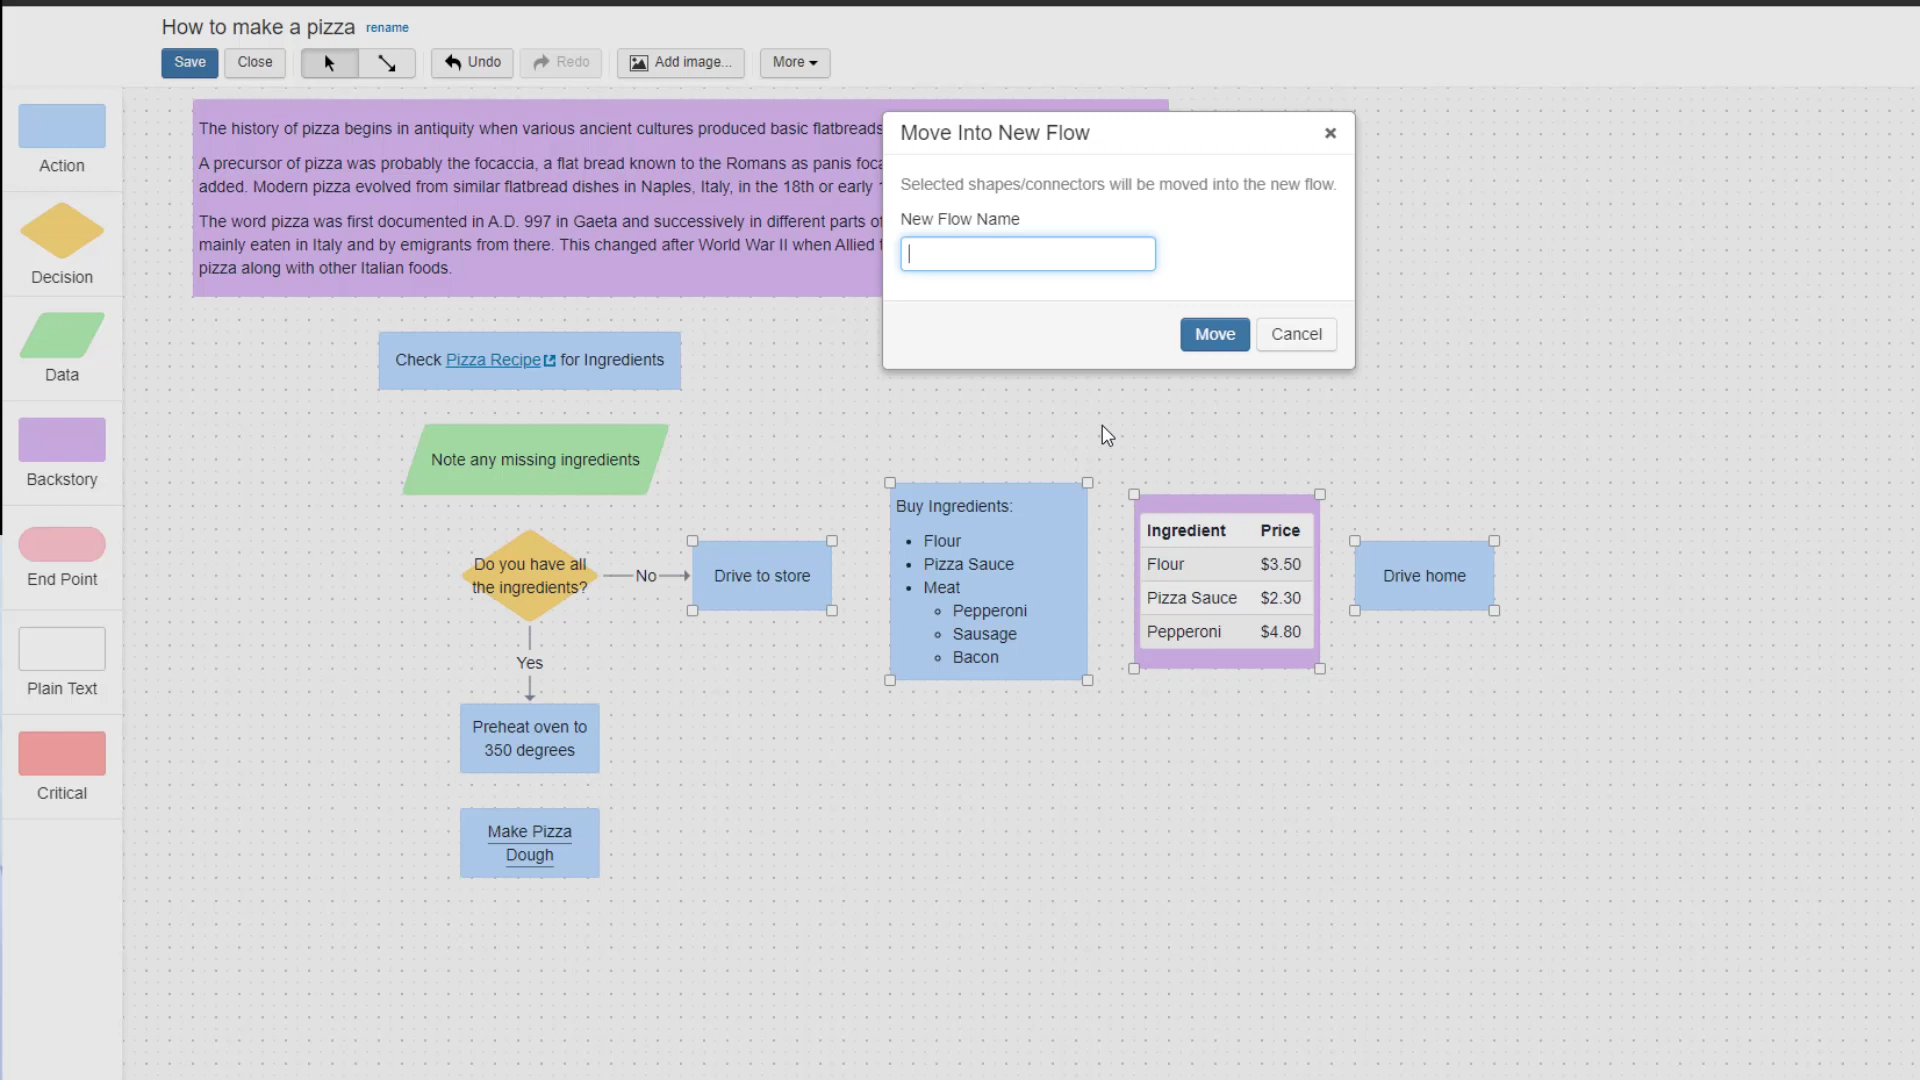 How to make a pizza rename
Save Close Undo Redo Add image... More
Action
Decision
Data
Backstory
End Point
Plain Text
Critical
The history of pizza begins in antiquity when various ancient cultures produced basic flatbreads
A precursor of pizza was probably the focaccia, a flat bread known to the Romans as panis foca
added. Modern pizza evolved from similar flatbread dishes in Naples, Italy, in the 18th or early
The word pizza was first documented in A.D. 997 in Gaeta and successively in different parts of
mainly eaten in Italy and by emigrants from there. This changed after World War II when Allied
pizza along with other Italian foods.
Move Into New Flow
Selected shapes/connectors will be moved into the new flow.
New Flow Name
Move Cancel
Check Pizza Recipe for Ingredients
Note any missing ingredients
Do you have all
the ingredients?
No
Drive to store
Buy Ingredients:
• Flour
• Pizza Sauce
• Meat
◦ Pepperoni
◦ Sausage
◦ Bacon
Ingredient Price
Flour $3.50
Pizza Sauce $2.30
Pepperoni $4.80
Drive home
Yes
Preheat oven to
350 degrees
Make Pizza
Dough